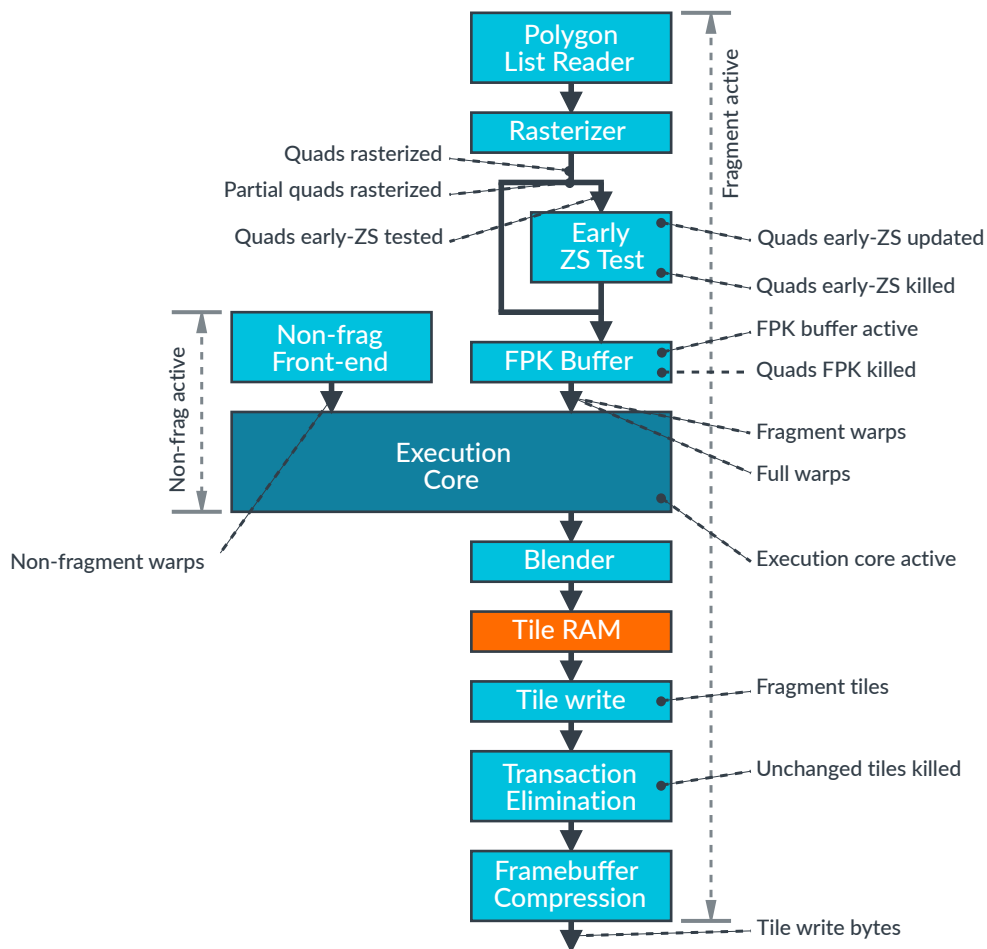 Polygon
List Reader
Fragment active
Rasterizer
Quads rasterized
Partial quads rasterized
Quads early-ZS tested
Early
ZS Test
Quads early-ZS updated
Quads early-ZS killed
Non-frag active
Non-frag
Front-end
FPK Buffer
FPK buffer active
Quads FPK killed
Execution
Core
Fragment warps
Full warps
Non-fragment warps
Execution core active
Blender
Tile RAM
Tile write
Fragment tiles
Transaction
Elimination
Unchanged tiles killed
Framebuffer
Compression
Tile write bytes